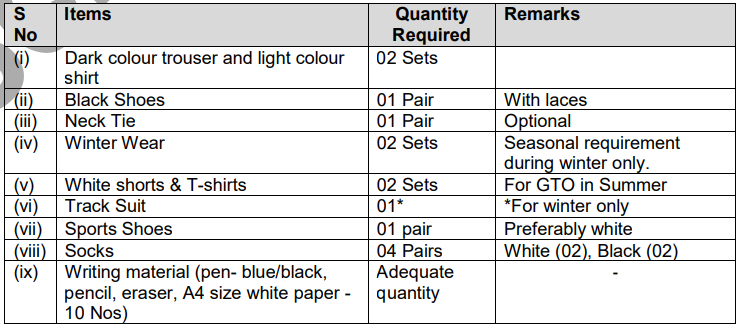 S No Items Quantity Required Remarks
(i) Dark colour trouser and light colour shirt 02 Sets
(ii) Black Shoes 01 Pair With laces
(iii) Neck Tie 01 Pair Optional
(iv) Winter Wear 02 Sets Seasonal requirement during winter only.
(v) White shorts & T-shirts 02 Sets For GTO in Summer
(vi) Track Suit 01* *For winter only
(vii) Sports Shoes 01 pair Preferably white
(viii) Socks 04 Pairs White (02), Black (02)
(ix) Writing material (pen- blue/black, pencil, eraser, A4 size white paper - 10 Nos) Adequate quantity -